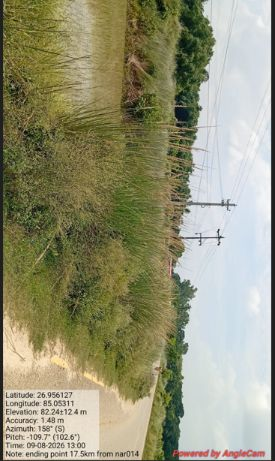 Latitude: 26.956127
Longitude: 85.05311
Elevation: 82.24±12.4 m
Accuracy: 1.48 m
Azimuth: 158° (S)
Pitch: -109.7° (102.6°)
Time: 09-08-2026 13:00
Note: ending point 17.5km from nar014
Powered by AngleCam